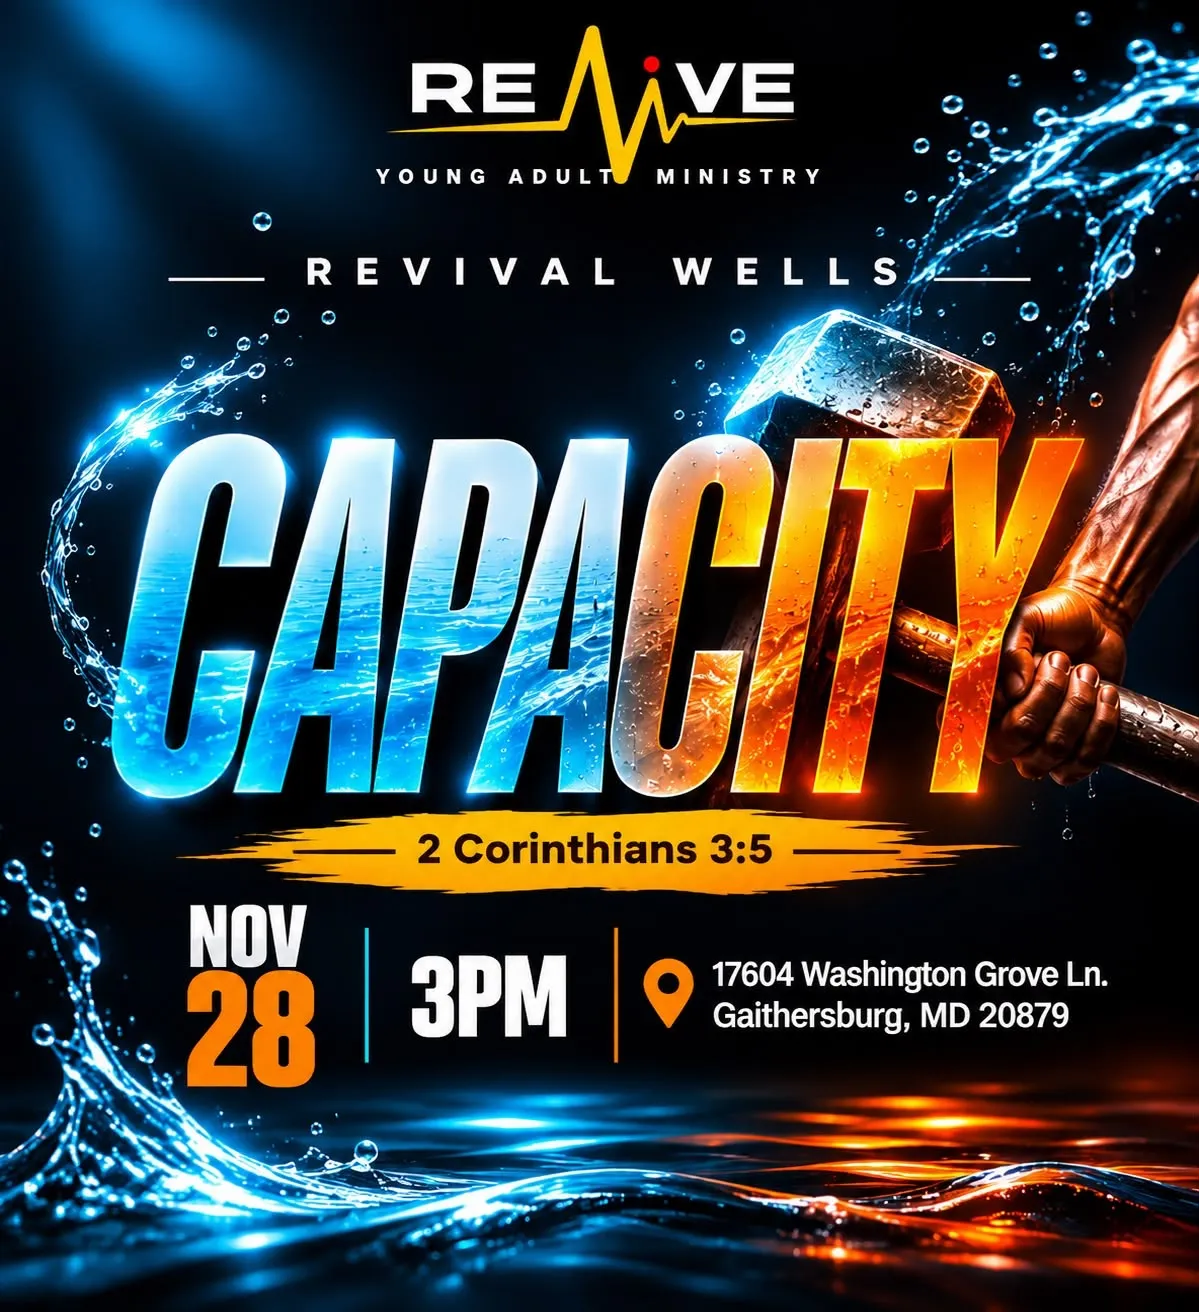 REViVE
YOUNG ADULT MINISTRY
REVIVAL WELLS
CAPACITY
2 Corinthians 3:5
NOV
28
3PM
17604 Washington Grove Ln.
Gaithersburg, MD 20879